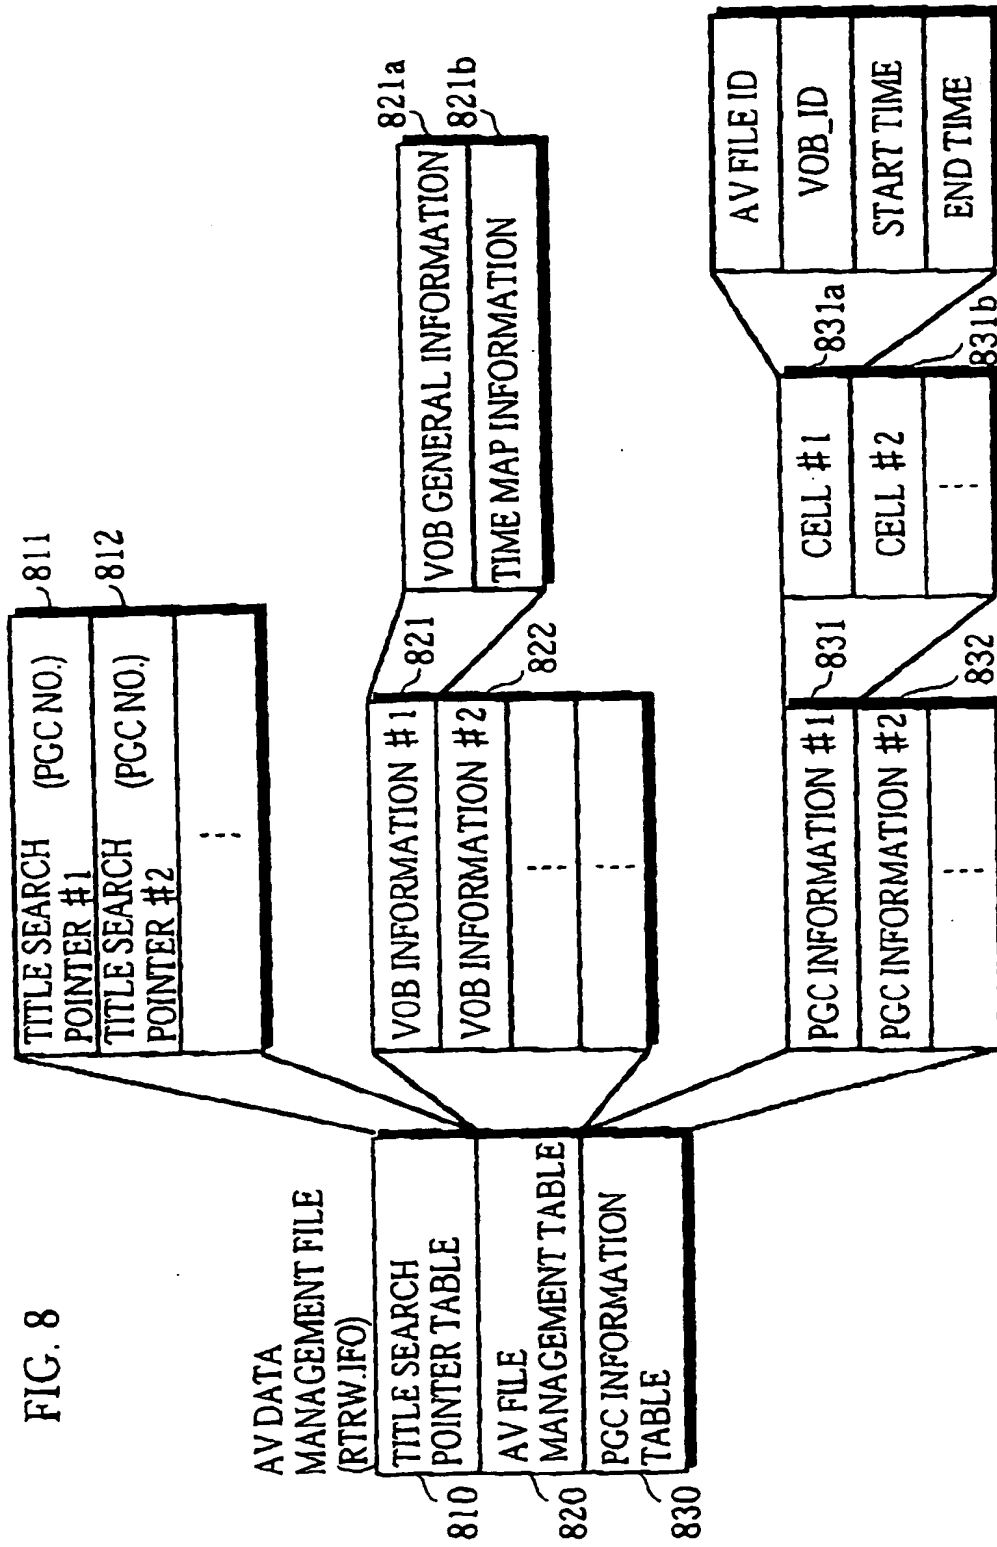 FIG. 8
AV DATA
MANAGEMENT FILE
(RTRW.IFO)
TITLE SEARCH
POINTER TABLE
AV FILE
MANAGEMENT TABLE
PGC INFORMATION
TABLE
810
820
830
TITLE SEARCH (PGC NO.)
POINTER #1
TITLE SEARCH (PGC NO.)
POINTER #2
811
812
VOB INFORMATION #1
VOB INFORMATION #2
821
822
VOB GENERAL INFORMATION
TIME MAP INFORMATION
821a
821b
PGC INFORMATION #1
PGC INFORMATION #2
831
832
CELL #1
CELL #2
831a
831b
AV FILE ID
VOB_ID
START TIME
END TIME